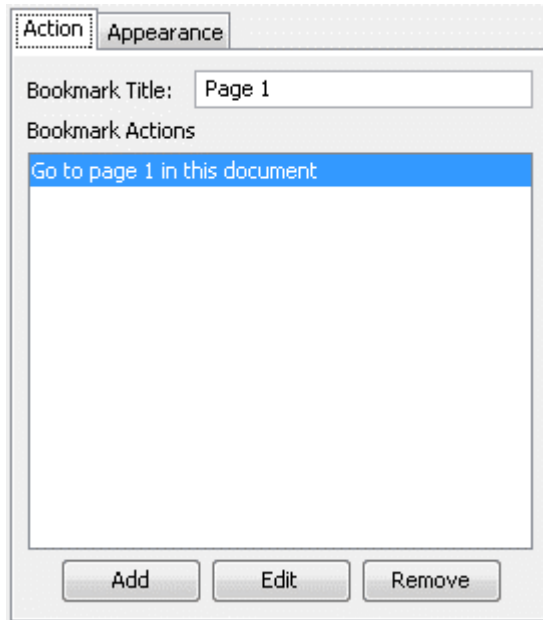 Action Appearance
Bookmark Title: Page 1
Bookmark Actions
Go to page 1 in this document
Add Edit Remove